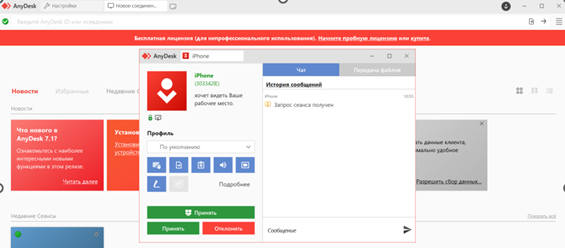 AnyDesk
Настройки
Новое соединен...
Введите AnyDesk ID или псевдоним
Бесплатная лицензия (для непрофессионального использования). Начните пробную лицензию или купите.
Новости
Избранные
Недавние С
Новости
Что нового в
AnyDesk 7.1?
Ознакомьтесь с наиболее
интересными новыми
функциями в этом релизе.
Читать далее
Недавние Сеансы
Показать всё
AnyDesk
iPhone
iPhone
хочет видеть Ваше
рабочее место.
Профиль
По умолчанию
Подробнее
Принять
Принять
Отклонить
Чат
Передача файлов
История сообщений
iPhone
Запрос сеанса получен
Сообщение
ать данные клиента,
мально удобное
Разрешить сбор данных...